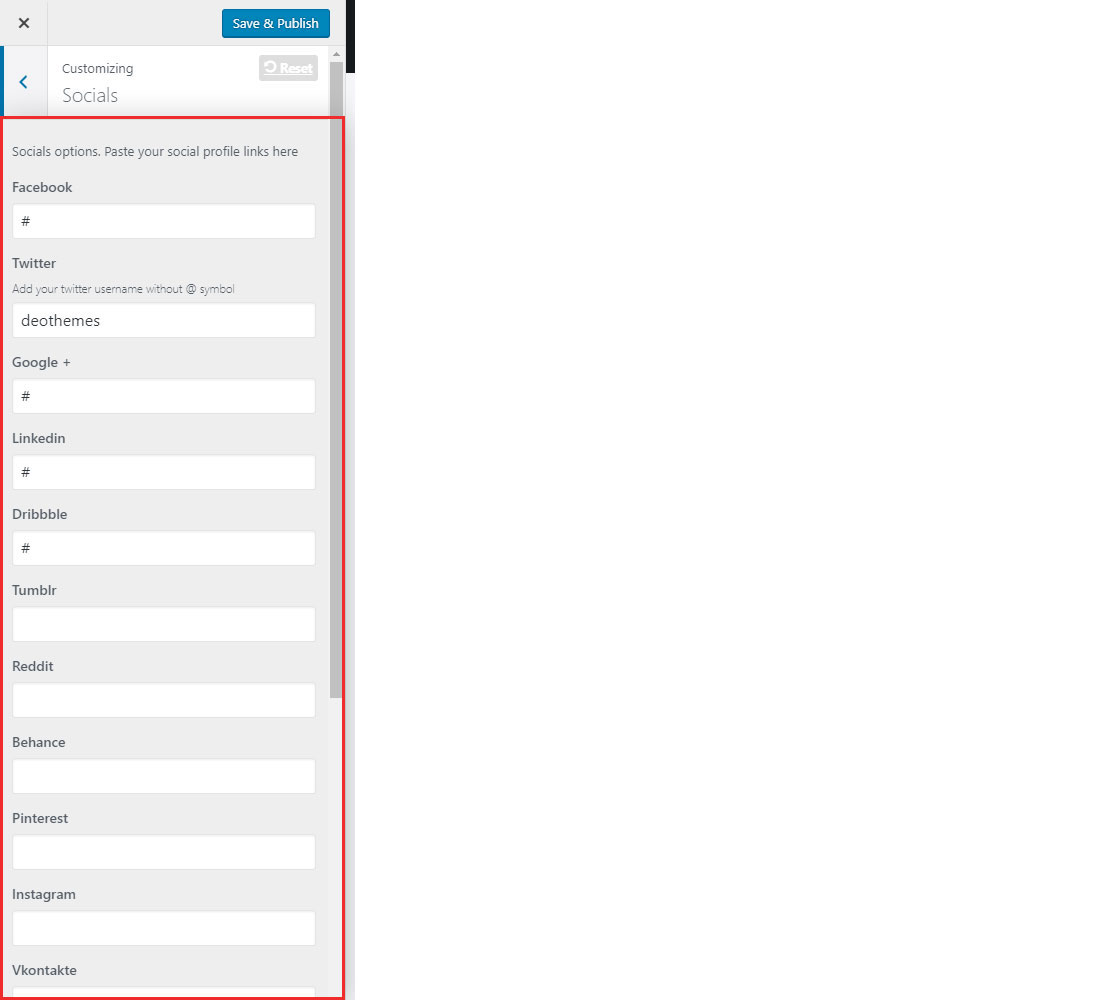 Save & Publish
Customizing
Reset
Socials
Socials options. Paste your social profile links here
Facebook
#
Twitter
Add your twitter username without @ symbol
deothemes
Google +
#
Linkedin
#
Dribbble
#
Tumblr
Reddit
Behance
Pinterest
Instagram
Vkontakte